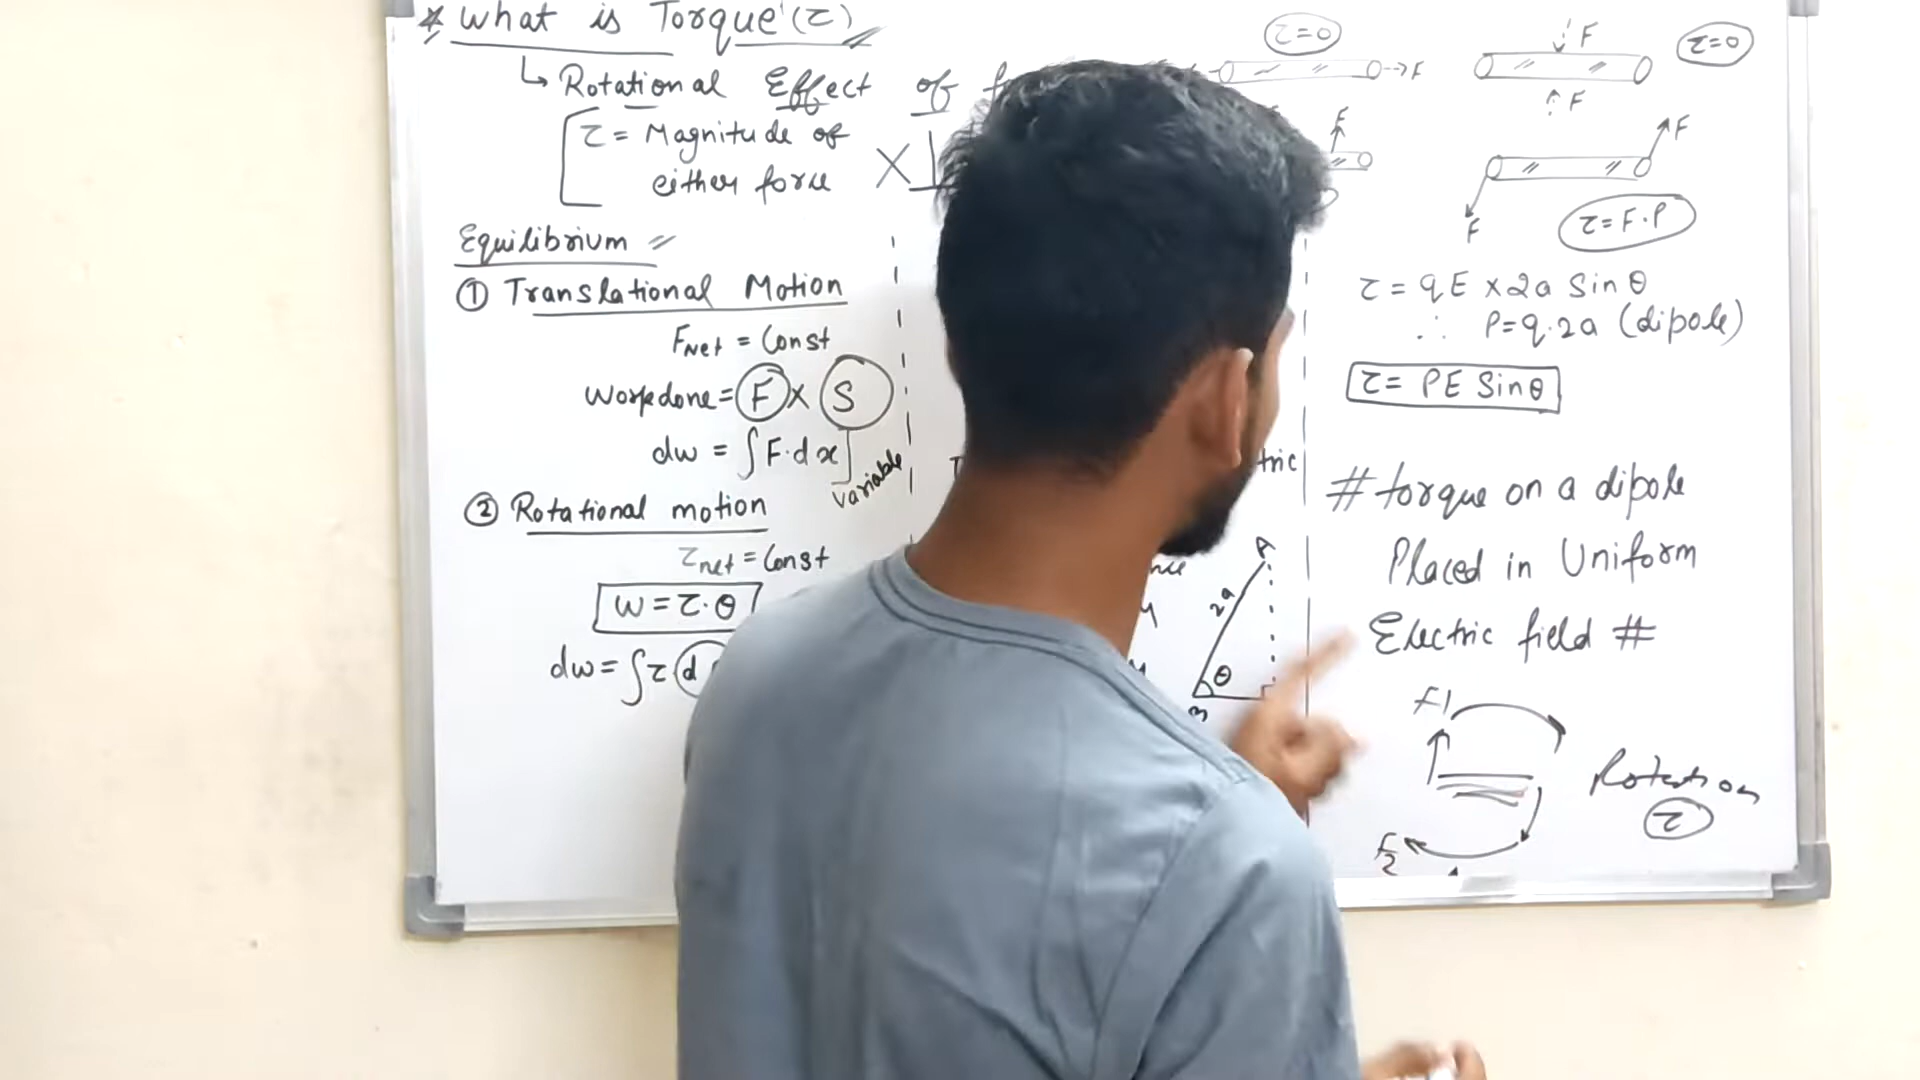 * What is Torque (τ)
↳ Rotational Effect of
τ = Magnitude of
either force X
Equilibrium
① Translational Motion
FNet = Const
Workdone = F x S
dw = ∫F.dx
variable
② Rotational motion
τnet = Const
W = τ.θ
dw = ∫τ d
A
2a
θ
B
τ=0
F
F
τ=0
F
F
F
F
F
τ = F.P
τ = qE x 2a Sin θ
∴ P = q.2a (dipole)
τ = PE Sin θ
# torque on a dipole
Placed in Uniform
Electric field #
F1
F2
Rotation
τ